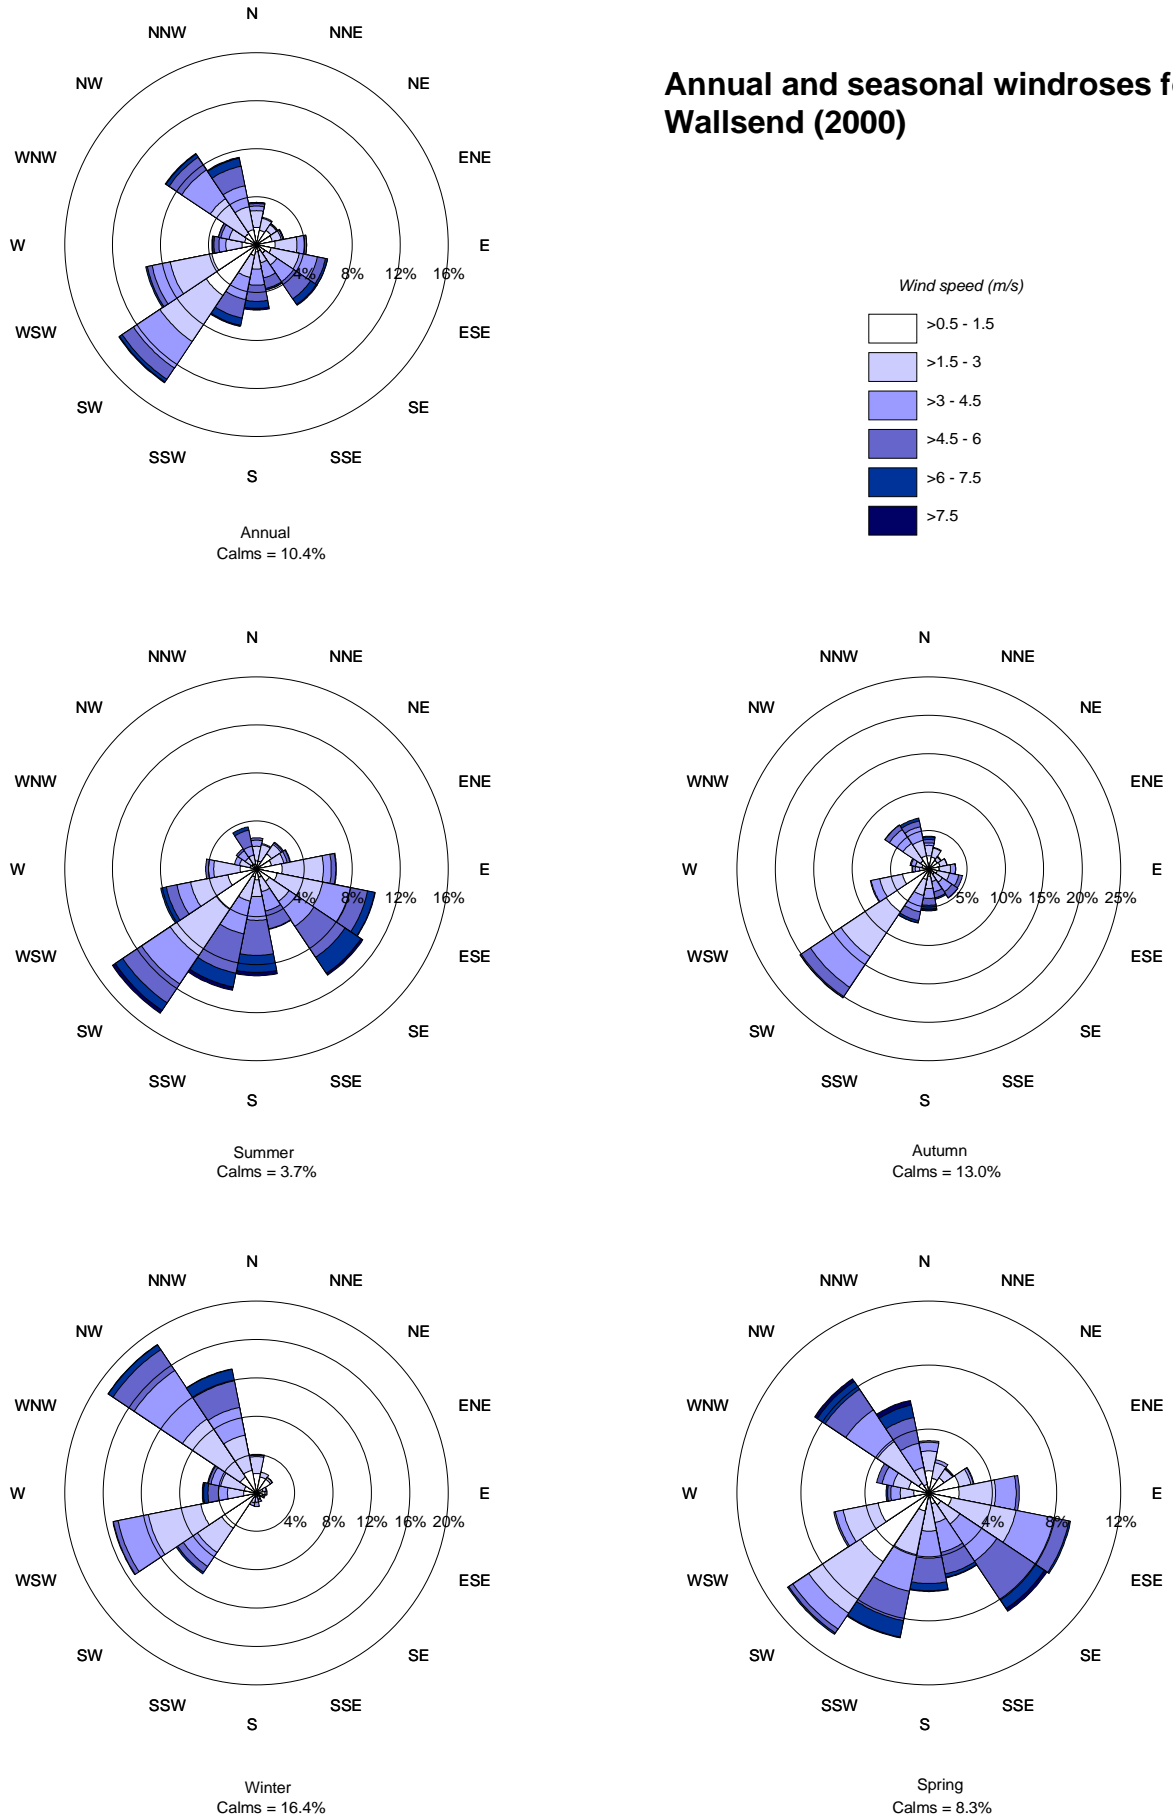 Annual and seasonal windroses f
Wallsend (2000)
N
NNW
NNE
NW
NE
WNW
ENE
W
E
4%
8%
12%
16%
WSW
ESE
SW
SE
SSW
SSE
S
Annual
Calms = 10.4%
Wind speed (m/s)
>0.5 - 1.5
>1.5 - 3
>3 - 4.5
>4.5 - 6
>6 - 7.5
>7.5
N
NNW
NNE
NW
NE
WNW
ENE
W
E
4%
8%
12%
16%
WSW
ESE
SW
SE
SSW
SSE
S
Summer
Calms = 3.7%
N
NNW
NNE
NW
NE
WNW
ENE
W
E
5%
10%
15%
20%
25%
WSW
ESE
SW
SE
SSW
SSE
S
Autumn
Calms = 13.0%
N
NNW
NNE
NW
NE
WNW
ENE
W
E
4%
8%
12%
16%
20%
WSW
ESE
SW
SE
SSW
SSE
S
Winter
Calms = 16.4%
N
NNW
NNE
NW
NE
WNW
ENE
W
E
4%
8%
12%
WSW
ESE
SW
SE
SSW
SSE
S
Spring
Calms = 8.3%